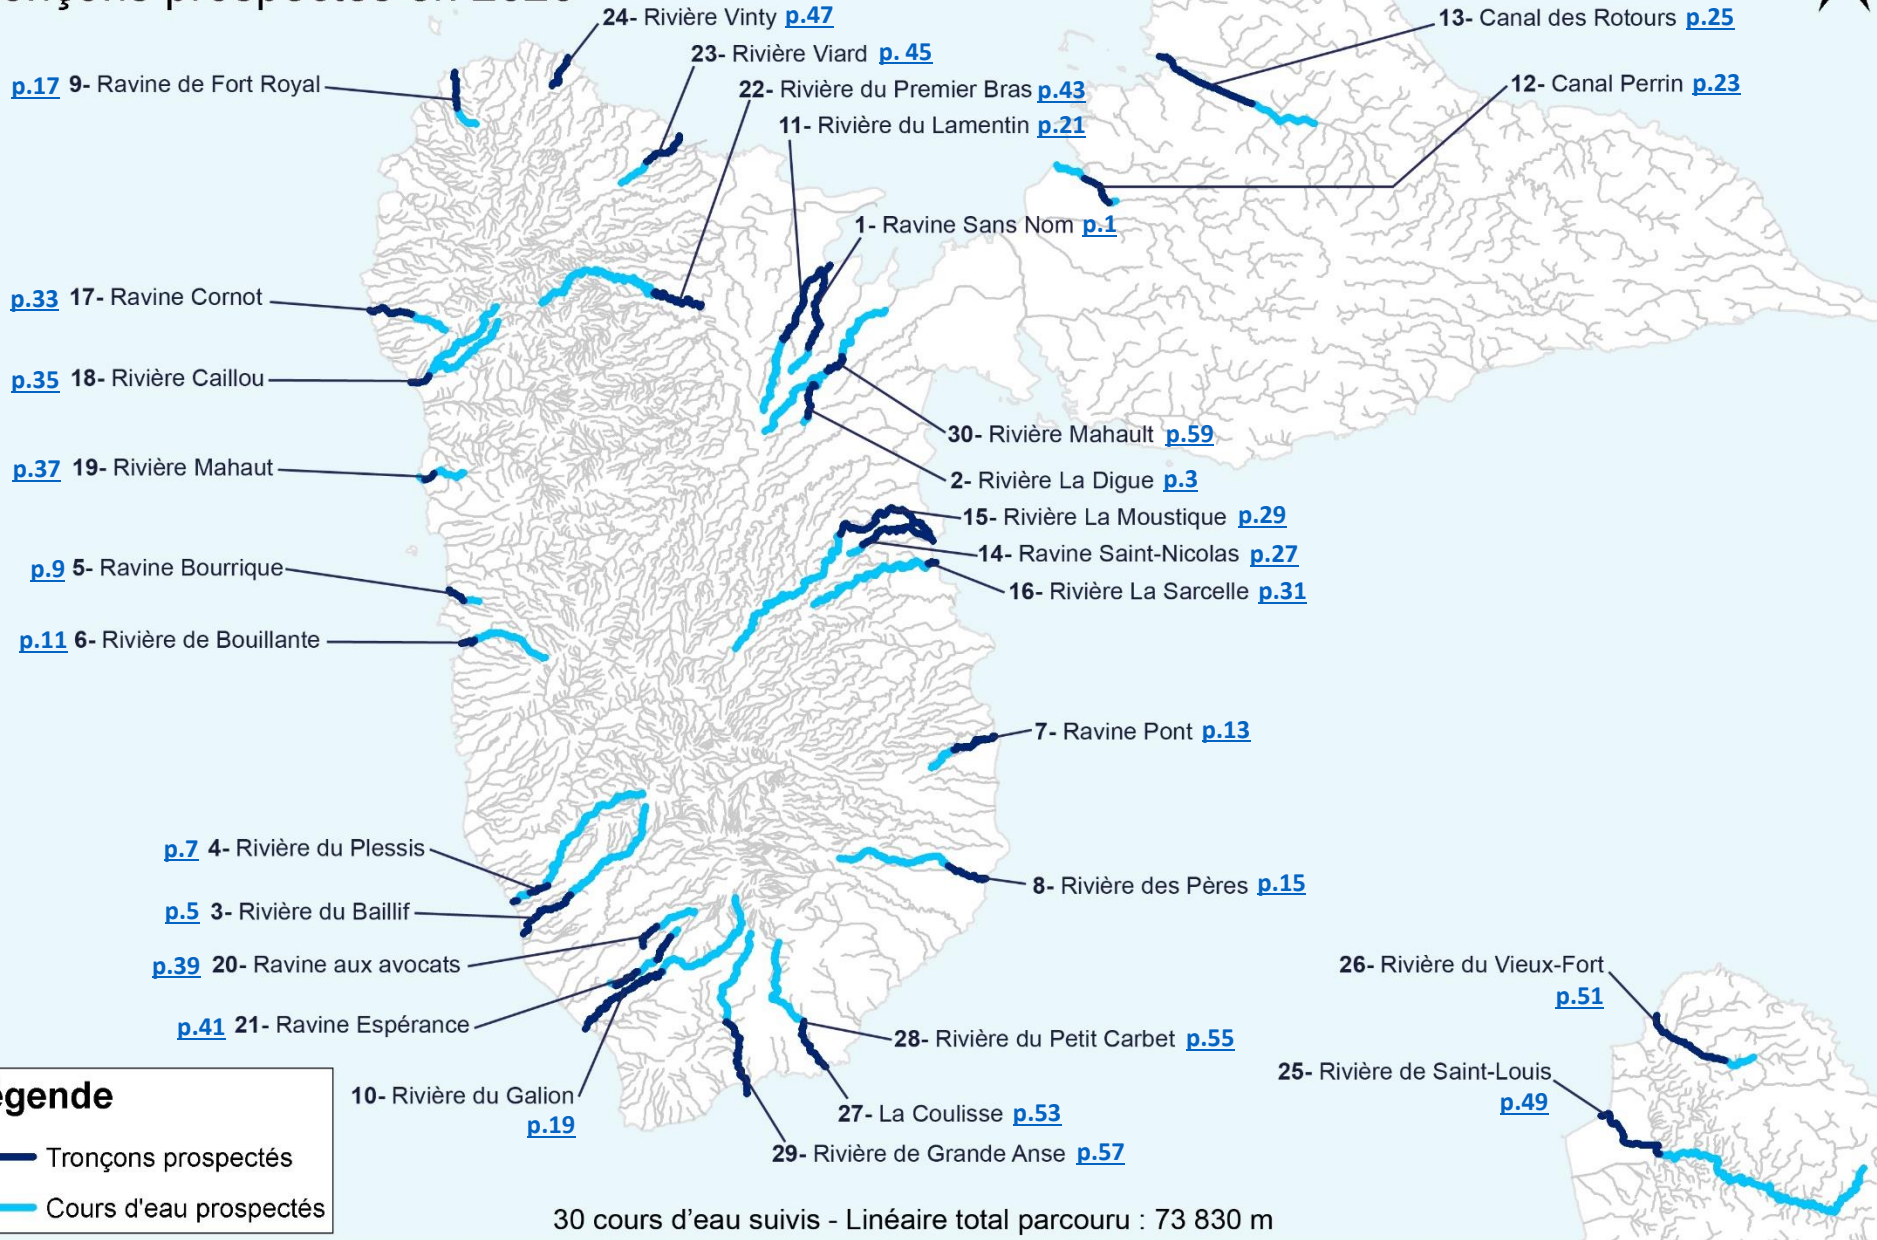 24- Rivière Vinty p.47
13- Canal des Rotours p.25
23- Rivière Viard p. 45
p.17 9- Ravine de Fort Royal
22- Rivière du Premier Bras p.43
12- Canal Perrin p.23
11- Rivière du Lamentin p.21
1- Ravine Sans Nom p.1
p.33 17- Ravine Cornot
p.35 18- Rivière Caillou
30- Rivière Mahault p.59
p.37 19- Rivière Mahaut
2- Rivière La Digue p.3
15- Rivière La Moustique p.29
14- Ravine Saint-Nicolas p.27
p.9 5- Ravine Bourrique
16- Rivière La Sarcelle p.31
p.11 6- Rivière de Bouillante
7- Ravine Pont p.13
p.7 4- Rivière du Plessis
8- Rivière des Pères p.15
p.5 3- Rivière du Baillif
p.39 20- Ravine aux avocats
26- Rivière du Vieux-Fort
p.51
p.41 21- Ravine Espérance
28- Rivière du Petit Carbet p.55
25- Rivière de Saint-Louis
p.49
10- Rivière du Galion
p.19
27- La Coulisse p.53
29- Rivière de Grande Anse p.57
Tronçons prospectés
Cours d'eau prospectés
30 cours d'eau suivis - Linéaire total parcouru : 73 830 m